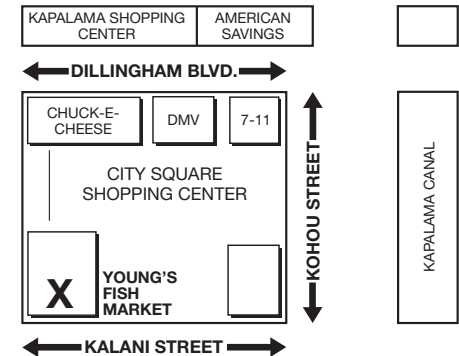 KAPALAMA SHOPPING
CENTER
AMERICAN
SAVINGS
DILLINGHAM BLVD.
CHUCK-E-
CHEESE
DMV
7-11
CITY SQUARE
SHOPPING CENTER
KOHOU STREET
KAPALAMA CANAL
X
YOUNG'S
FISH
MARKET
KALANI STREET